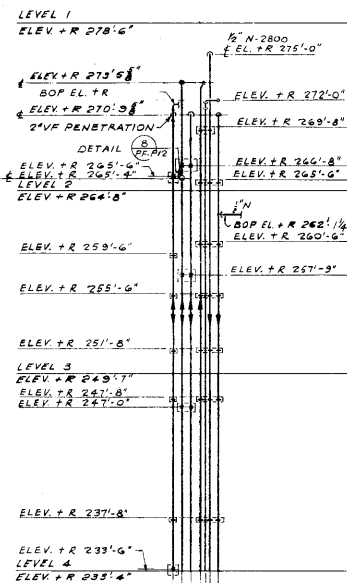 LEVEL 1
ELEV. +R 278'-6"
1/2" N-2800
℄ EL. +R 275'-0"
℄ ELEV +R 273'5 5/8"
BOP EL. +R
ELEV. +R 272'-0"
℄ ELEV. +R 270'-9 5/8"
ELEV. +R 269'-8"
2"VF PENETRATION
DETAIL 8
PF-P12
ELEV. +R 266'-8"
ELEV. +R 265'-6"
ELEV. +R 265'-6"
℄ ELEV. +R 265'-4"
LEVEL 2
ELEV +R 264'-8"
1/2"N
BOP EL. +R 262'-1 1/4
ELEV. +R 260'-6"
ELEV. +R 259'-6"
ELEV. +R 257'-9"
ELEV. +R 255'-6"
ELEV. +R 251'-8"
LEVEL 3
ELEV. +R 249'-7"
ELEV. +R 247'-8"
ELEV. +R 247'-0"
ELEV. +R 237'-8"
ELEV. +R 233'-6"
LEVEL 4
ELEV. +R 233'-4"